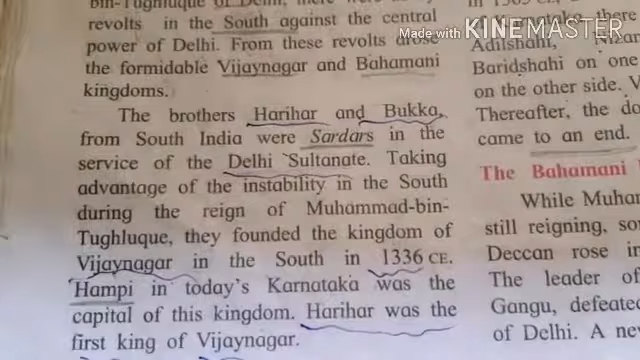 revolts in the South against the central
power of Delhi. From these revolts arose
the formidable Vijaynagar and Bahamani
kingdoms.
The brothers Harihar and Bukka,
from South India were Sardars in the
service of the Delhi Sultanate. Taking
advantage of the instability in the South
during the reign of Muhammad-bin-
Tughluque, they founded the kingdom of
Vijaynagar in the South in 1336 CE.
Hampi in today's Karnataka was the
capital of this kingdom. Harihar was the
first king of Vijaynagar.
there
Adilshahi,
Baridshahi on one
on the other side.
Thereafter, the
came to an end.
The Bahamani
While
still reigning,
Deccan rose in
The leader of
Gangu,
of Delhi. A
Made with KINEMASTER